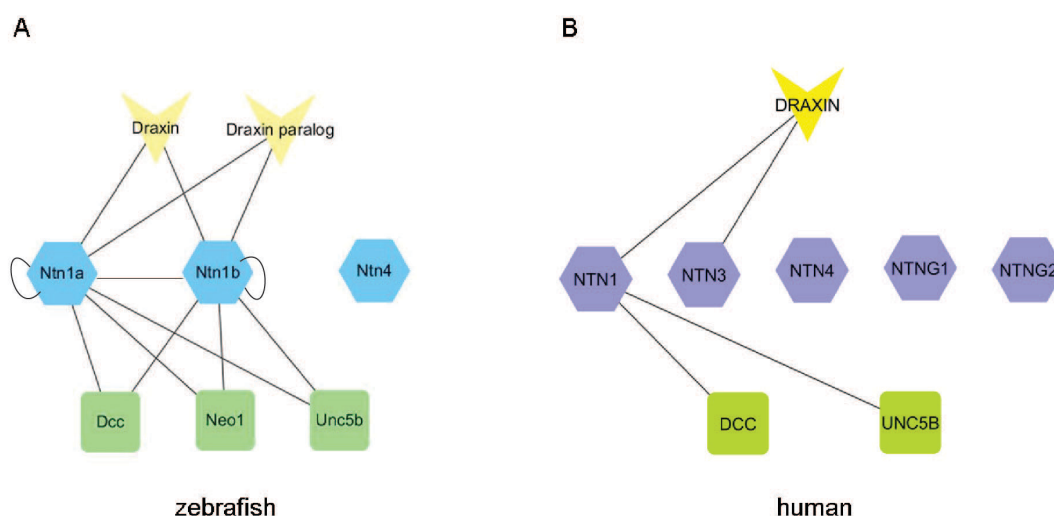 A
Draxin
Draxin paralog
Ntn1a
Ntn1b
Ntn4
Dcc
Neo1
Unc5b
zebrafish
B
DRAXIN
NTN1
NTN3
NTN4
NTNG1
NTNG2
DCC
UNC5B
human